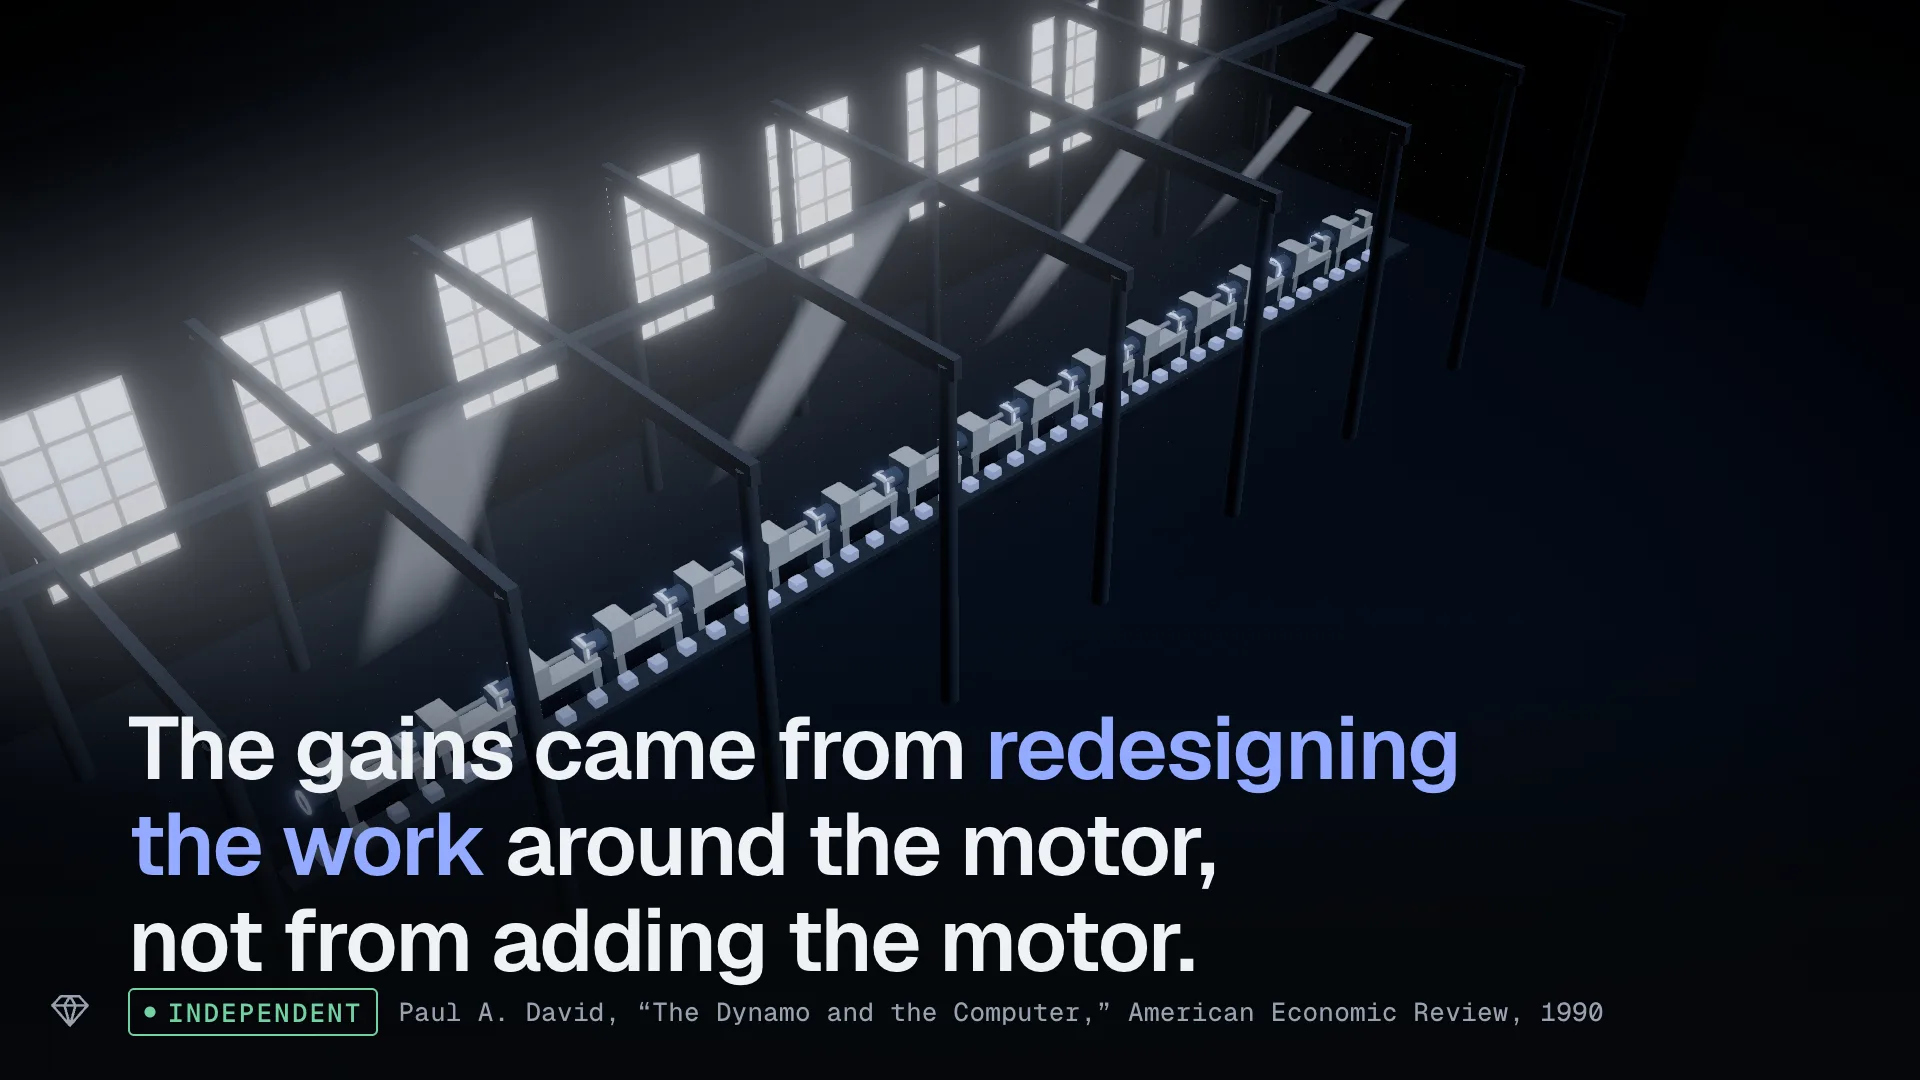 The gains came from redesigning
the work around the motor,
not from adding the motor.
INDEPENDENT Paul A. David, “The Dynamo and the Computer,” American Economic Review, 1990